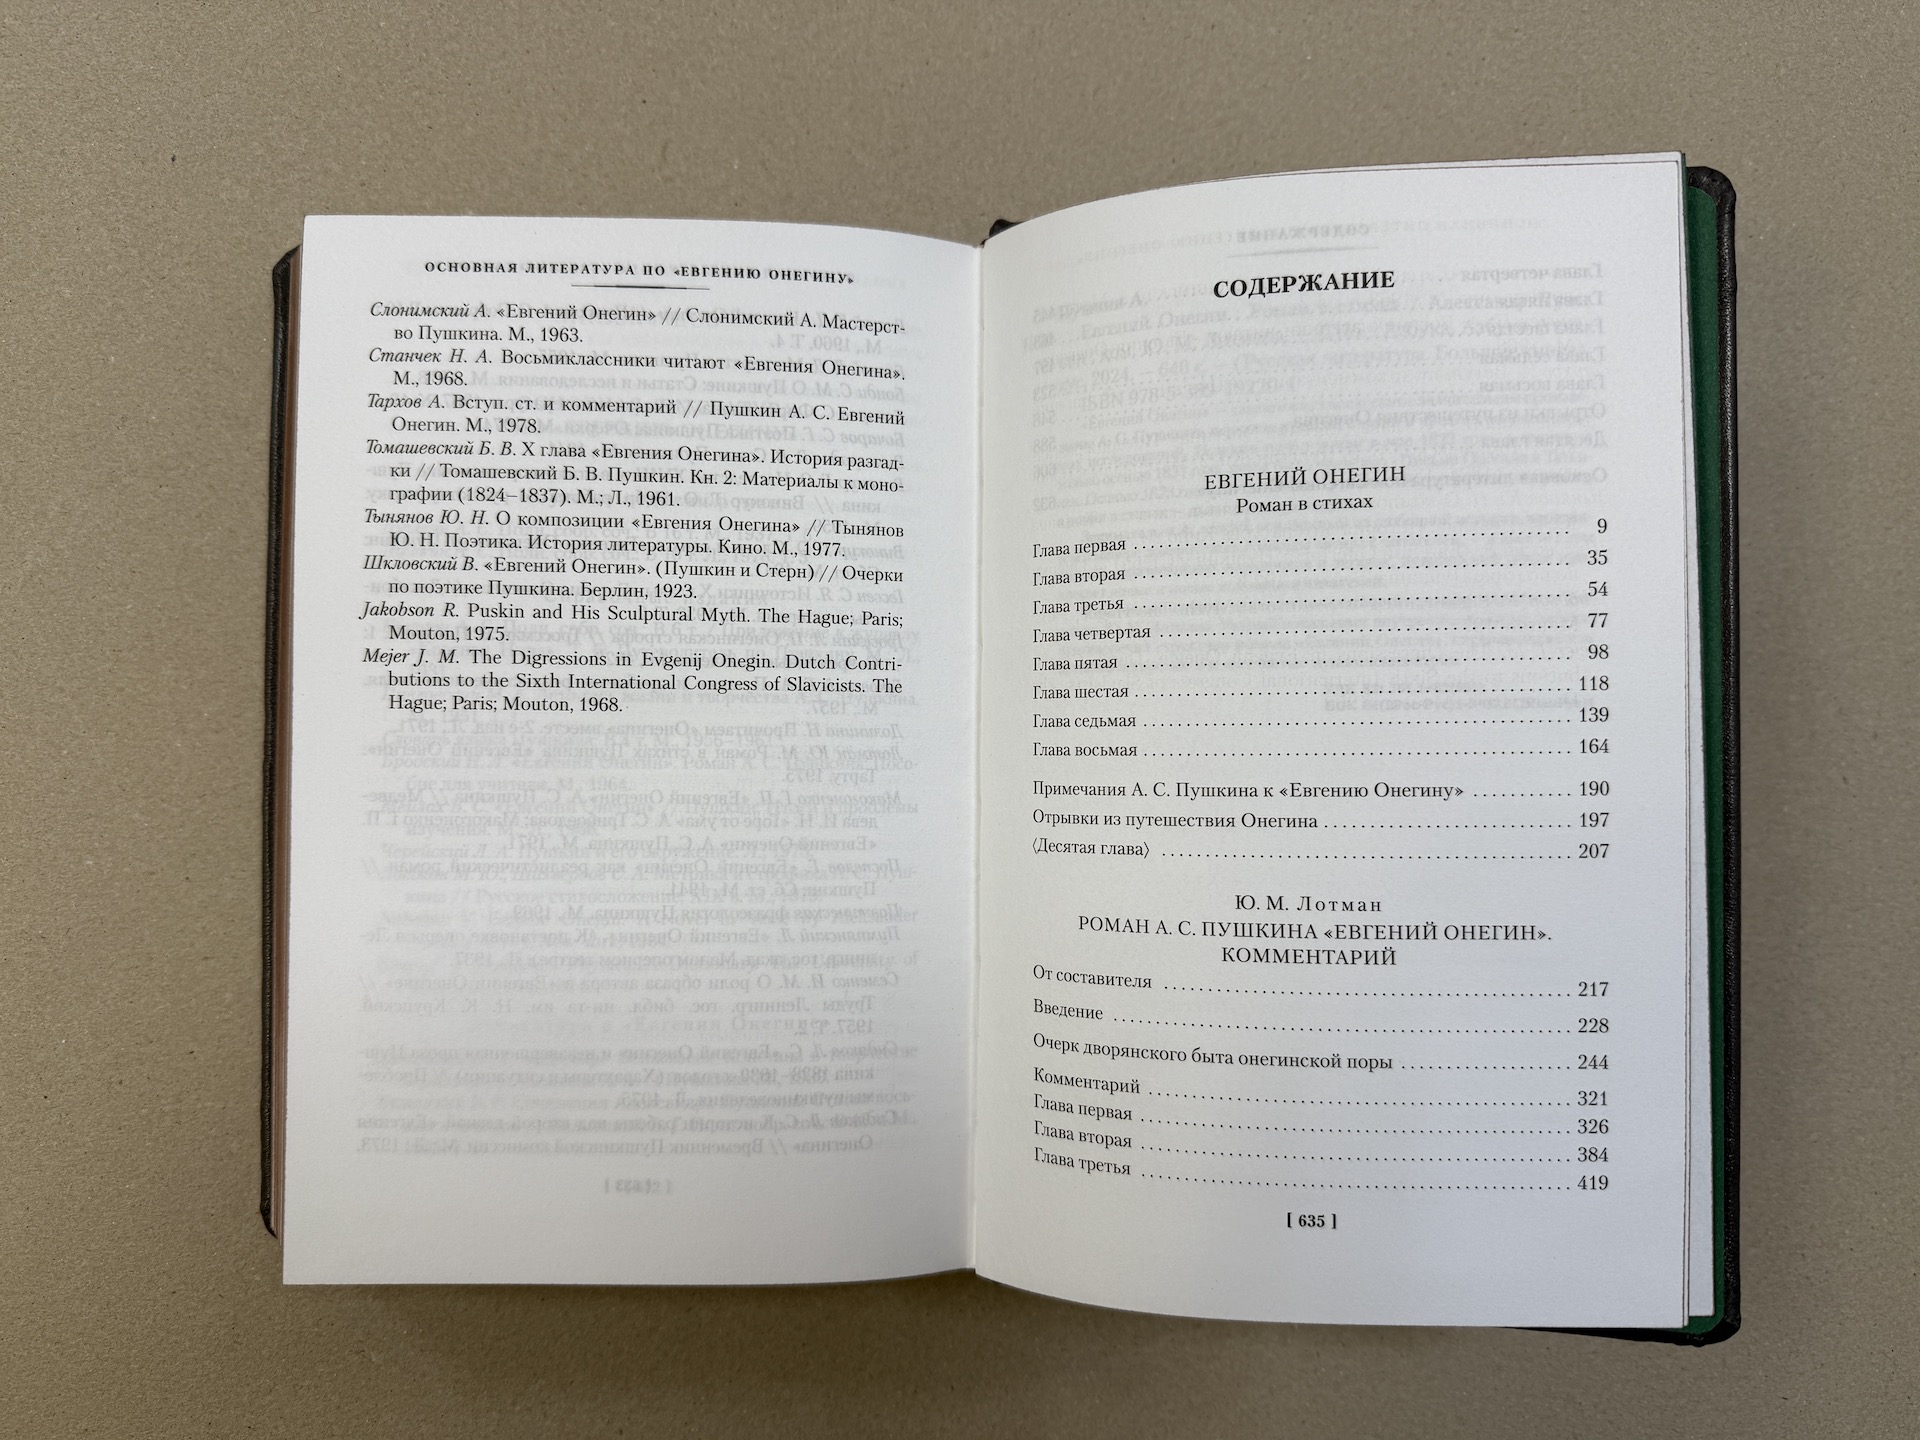 ОСНОВНАЯ ЛИТЕРАТУРА ПО «ЕВГЕНИЮ ОНЕГИНУ»
Слонимский А. «Евгений Онегин» // Слонимский А. Мастерст-
во Пушкина. М., 1963.
Станчек Н. А. Восьмиклассники читают «Евгения Онегина».
М., 1968.
Тархов А. Вступ. ст. и комментарий // Пушкин А. С. Евгений
Онегин. М., 1978.
Томашевский Б. В. X глава «Евгения Онегина». История разгад-
ки // Томашевский Б. В. Пушкин. Кн. 2: Материалы к моно-
графии (1824–1837). М.; Л., 1961.
Тынянов Ю. Н. О композиции «Евгения Онегина» // Тынянов
Ю. Н. Поэтика. История литературы. Кино. М., 1977.
Шкловский В. «Евгений Онегин». (Пушкин и Стерн) // Очерки
по поэтике Пушкина. Берлин, 1923.
Jakobson R. Puskin and His Sculptural Myth. The Hague; Paris;
Mouton, 1975.
Mejer J. M. The Digressions in Evgenij Onegin. Dutch Contri-
butions to the Sixth International Congress of Slavicists. The
Hague; Paris; Mouton, 1968.
СОДЕРЖАНИЕ
ЕВГЕНИЙ ОНЕГИН
Роман в стихах
Глава первая 9
Глава вторая 35
Глава третья 54
Глава четвертая 77
Глава пятая 98
Глава шестая 118
Глава седьмая 139
Глава восьмая 164
Примечания А. С. Пушкина к «Евгению Онегину» 190
Отрывки из путешествия Онегина 197
〈Десятая глава〉 207
Ю. М. Лотман
РОМАН А. С. ПУШКИНА «ЕВГЕНИЙ ОНЕГИН».
КОММЕНТАРИЙ
От составителя 217
Введение 228
Очерк дворянского быта онегинской поры 244
Комментарий 321
Глава первая 326
Глава вторая 384
Глава третья 419
[ 635 ]